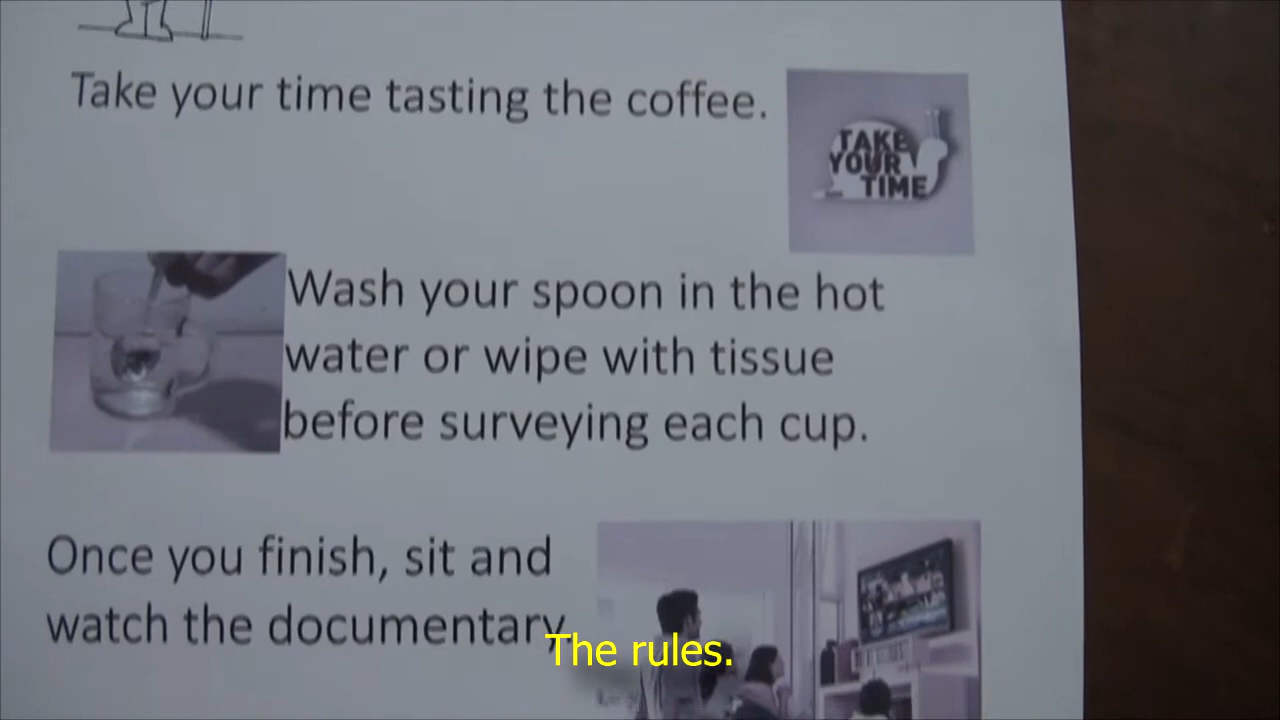 Take your time tasting the coffee.
TAKE
YOUR
TIME
Wash your spoon in the hot
water or wipe with tissue
before surveying each cup.
Once you finish, sit and
watch the documentary.
The rules.